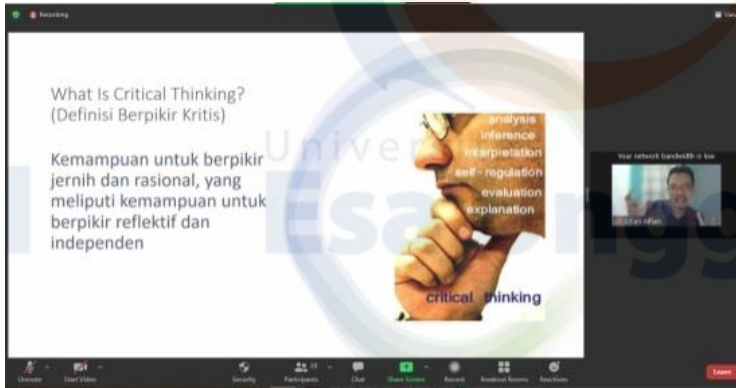 Recording
View
What Is Critical Thinking?
(Definisi Berpikir Kritis)
Kemampuan untuk berpikir
jernih dan rasional, yang
meliputi kemampuan untuk
berpikir reflektif dan
independen
analysis
inference
interpretation
self - regulation
evaluation
explanation
critical thinking
Your network bandwidth is low
Univer
Esa ngg
Unmute
Start Video
Security
Participants
Chat
Share Screen
Record
Breakout Rooms
Reactions
Leave